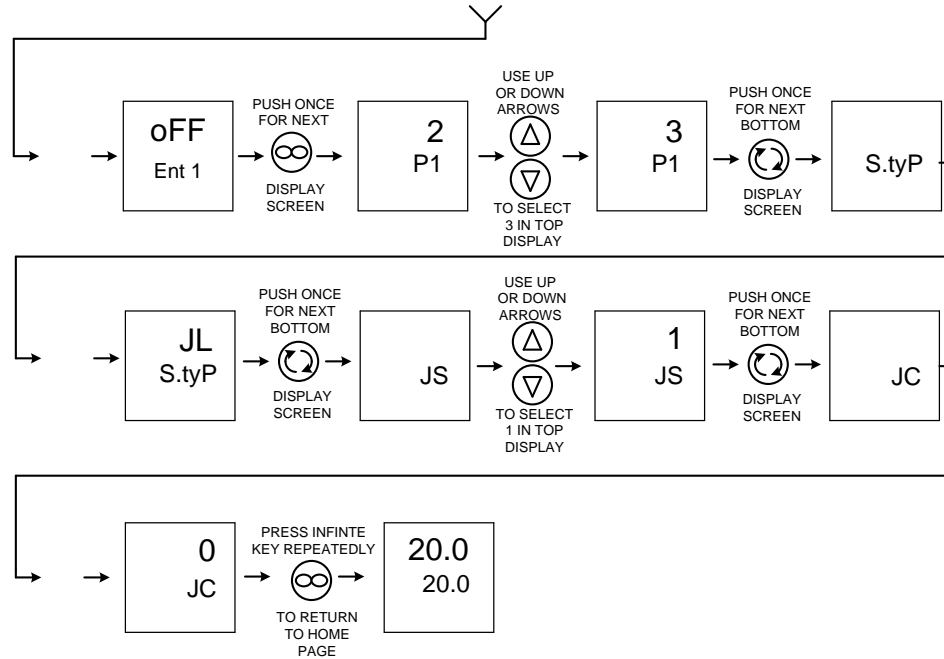 oFF
Ent 1
PUSH ONCE
FOR NEXT
DISPLAY
SCREEN
2
P1
USE UP
OR DOWN
ARROWS
TO SELECT
3 IN TOP
DISPLAY
3
P1
PUSH ONCE
FOR NEXT
BOTTOM
DISPLAY
SCREEN
S.tyP
JL
S.tyP
PUSH ONCE
FOR NEXT
BOTTOM
DISPLAY
SCREEN
JS
USE UP
OR DOWN
ARROWS
TO SELECT
1 IN TOP
DISPLAY
1
JS
PUSH ONCE
FOR NEXT
BOTTOM
DISPLAY
SCREEN
JC
0
JC
PRESS INFINTE
KEY REPEATEDLY
TO RETURN
TO HOME
PAGE
20.0
20.0